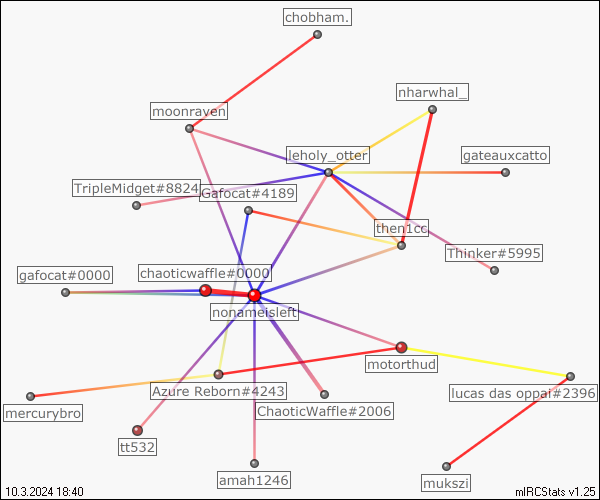 chobham.
nharwhal_
moonraven
leholy_otter
gateauxcatto
TripleMidget#8824
Gafocat#4189
then1cc
Thinker#5995
gafocat#0000
chaoticwaffle#0000
nonameisleft
motorthud
Azure Reborn#4243
lucas das oppai#2396
mercurybro
ChaoticWaffle#2006
tt532
amah1246
mukszi
10.3.2024 18:40
mIRCStats v1.25